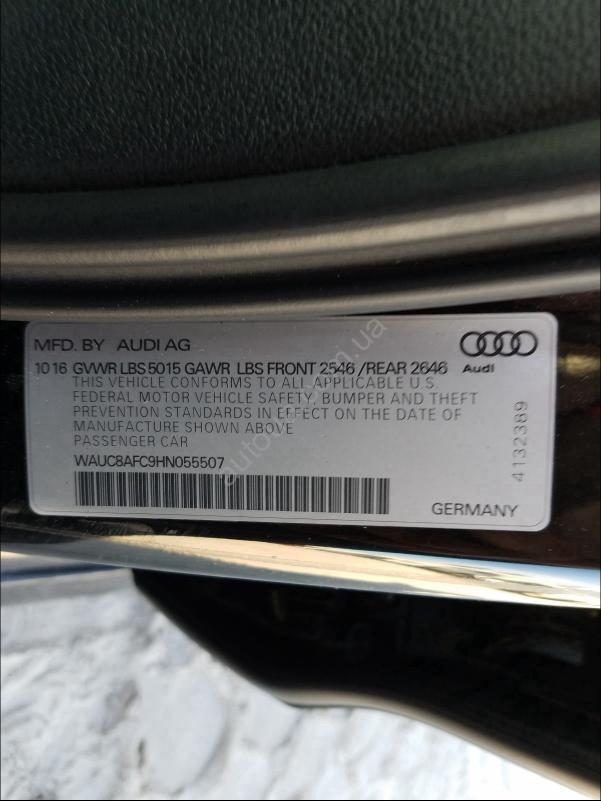 MFD. BY AUDI AG
Audi
10 16 GVWR LBS 5015 GAWR LBS FRONT 2546 /REAR 2646
THIS VEHICLE CONFORMS TO ALL APPLICABLE U.S.
FEDERAL MOTOR VEHICLE SAFETY, BUMPER AND THEFT
PREVENTION STANDARDS IN EFFECT ON THE DATE OF
MANUFACTURE SHOWN ABOVE
PASSENGER CAR
WAUC8AFC9HN055507
4132389
GERMANY